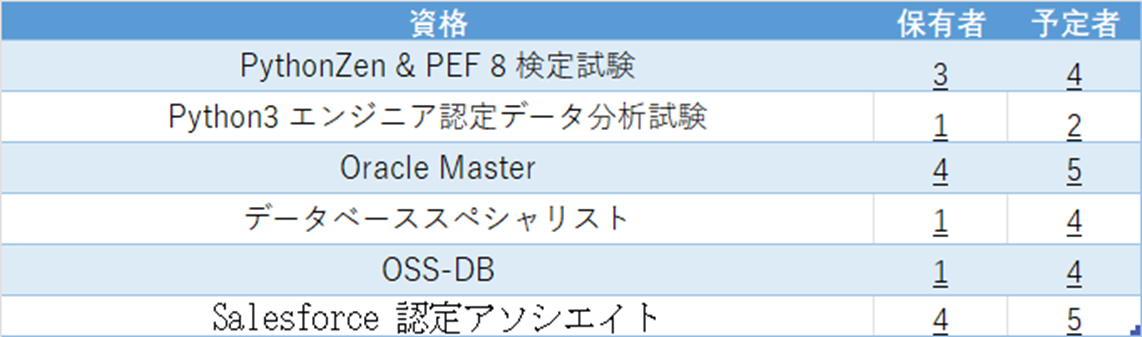 資格 保有者 予定者
PythonZen & PEF 8 検定試験 3 4
Python3 エンジニア認定データ分析試験 1 2
Oracle Master 4 5
データベーススペシャリスト 1 4
OSS-DB 1 4
Salesforce 認定アソシエイト 4 5